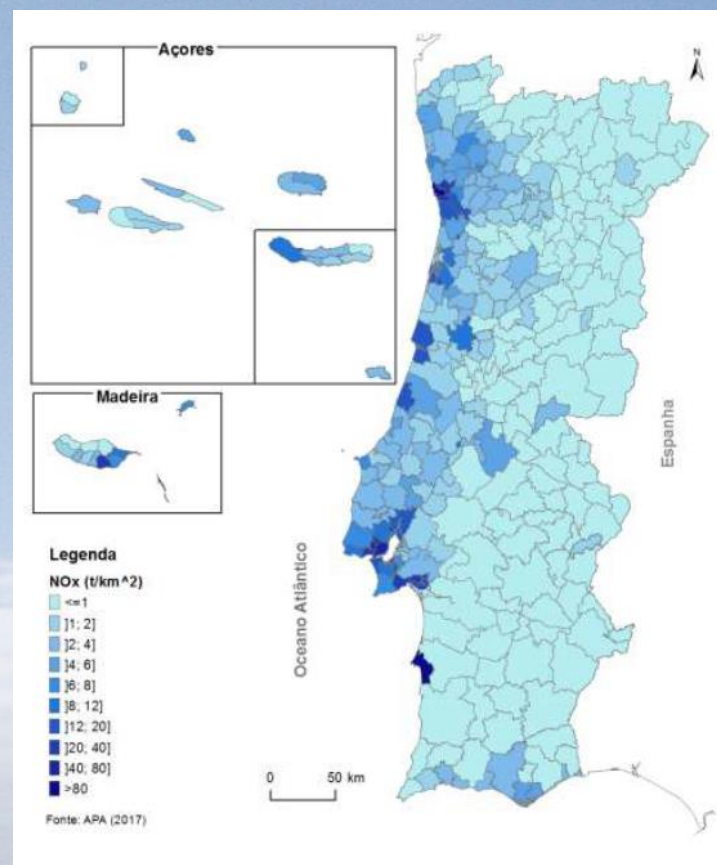 Açores
N
Madeira
Espanha
Oceano Atlântico
Legenda
NOx (t/km^2)
<=1
]1; 2]
]2; 4]
]4; 6]
]6; 8]
]8; 12]
]12; 20]
]20; 40]
]40; 80]
>80
0 50 km
Fonte: APA (2017)